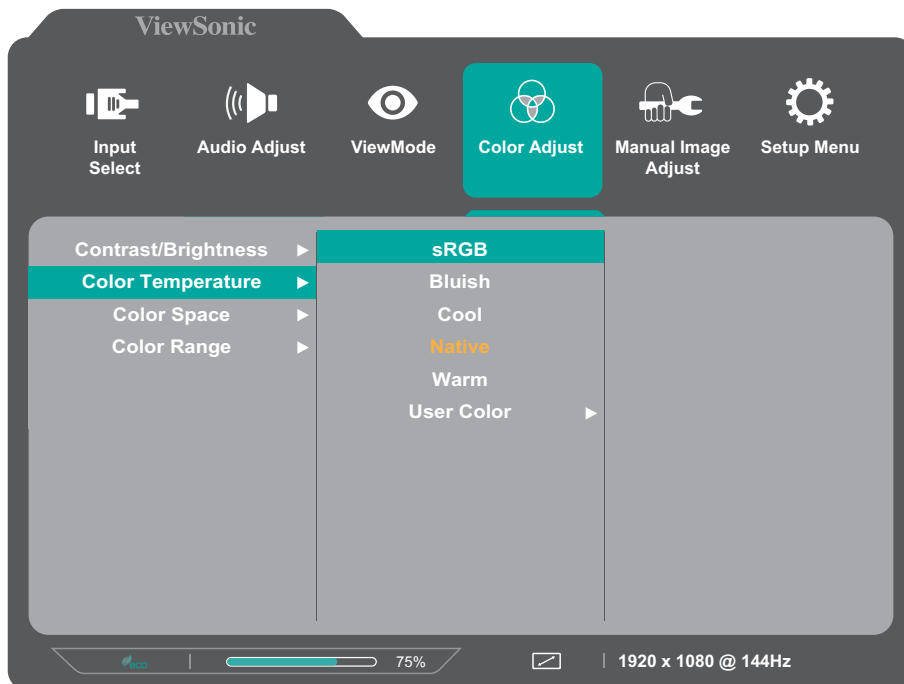 ViewSonic
Input
Select
Audio Adjust
ViewMode
Color Adjust
Manual Image
Adjust
Setup Menu
Contrast/Brightness
Color Temperature
Color Space
Color Range
sRGB
Bluish
Cool
Native
Warm
User Color
eco
75%
1920 x 1080 @ 144Hz